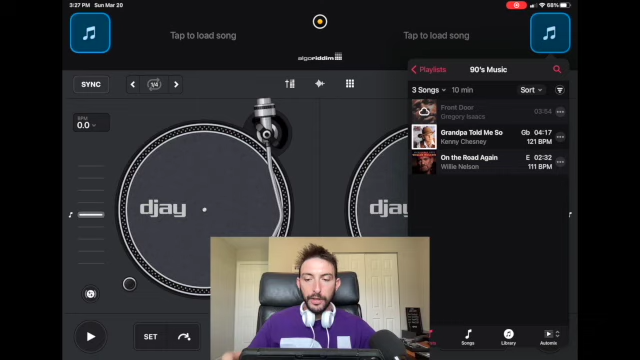 3:27 PM Sun Mar 20
68%
Tap to load song
Tap to load song
algoriddim
SYNC
1/4
BPM
0.0
djay
djay
SET
Playlists
90's Music
3 Songs
10 min
Sort
Front Door
Gregory Isaacs
03:54
Grandpa Told Me So
Kenny Chesney
Gb 04:17
121 BPM
On the Road Again
Willie Nelson
E 02:32
111 BPM
Songs
Library
Automix